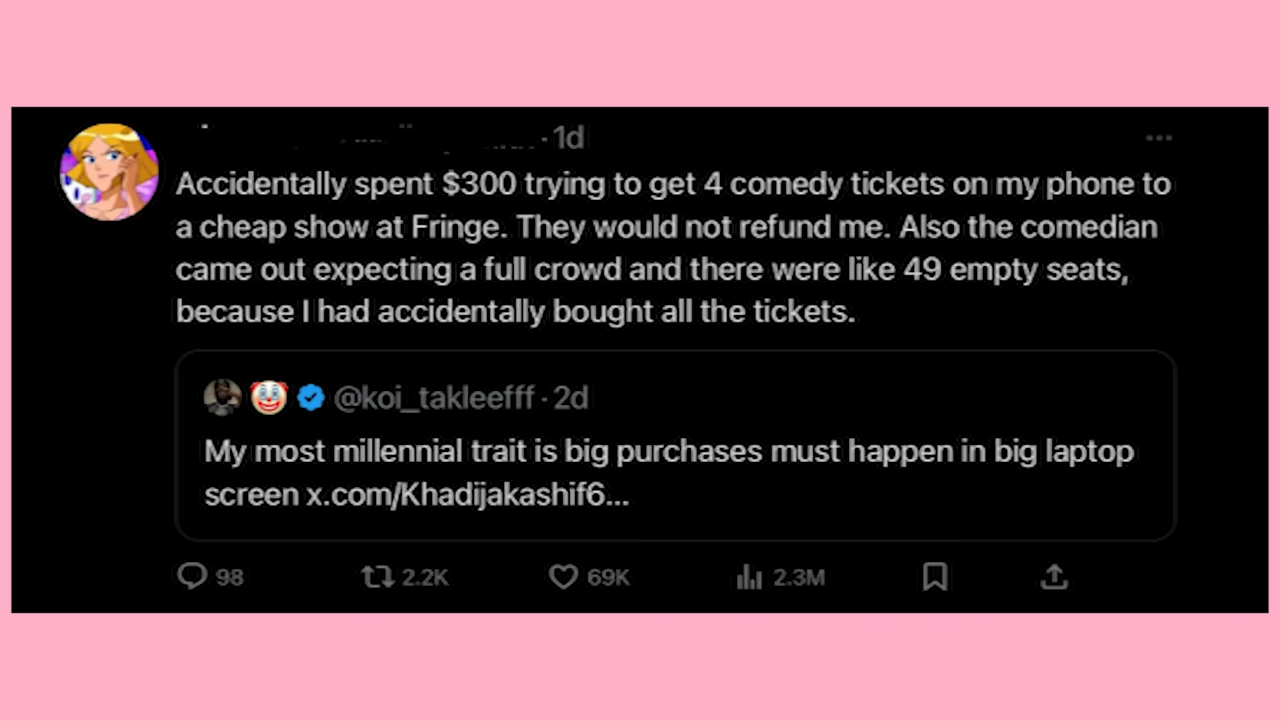 · 1d
Accidentally spent $300 trying to get 4 comedy tickets on my phone to
a cheap show at Fringe. They would not refund me. Also the comedian
came out expecting a full crowd and there were like 49 empty seats,
because I had accidentally bought all the tickets.
@koi_takleefff · 2d
My most millennial trait is big purchases must happen in big laptop
screen x.com/Khadijakashif6...
98 2.2K 69K 2.3M